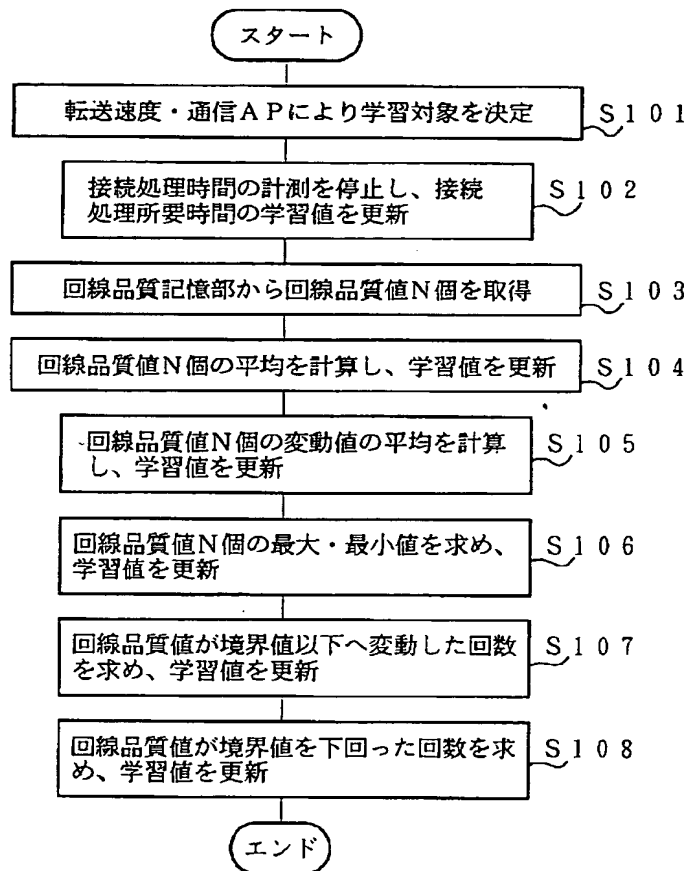 スタート
転送速度・通信APにより学習対象を決定 S101
接続処理時間の計測を停止し、接続
処理所要時間の学習値を更新
S102
回線品質記憶部から回線品質値N個を取得 S103
回線品質値N個の平均を計算し、学習値を更新 S104
回線品質値N個の変動値の平均を計算
し、学習値を更新
S105
回線品質値N個の最大・最小値を求め、
学習値を更新
S106
回線品質値が境界値以下へ変動した回数
を求め、学習値を更新
S107
回線品質値が境界値を下回った回数を求
め、学習値を更新
S108
エンド